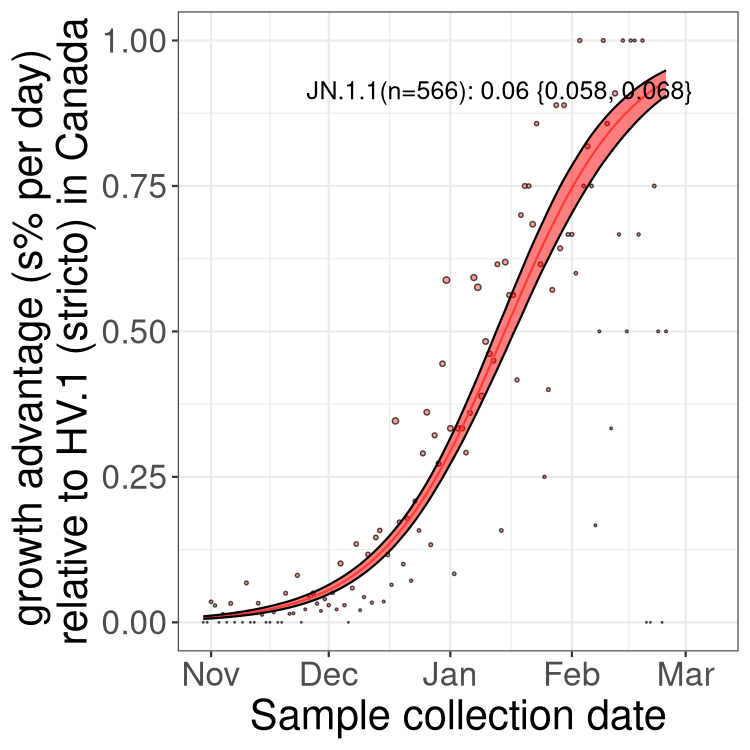 growth advantage (s% per day)
relative to HV.1 (stricto) in Canada
1.00
0.75
0.50
0.25
0.00
JN.1.1(n=566): 0.06 {0.058, 0.068}
Nov Dec Jan Feb Mar
Sample collection date